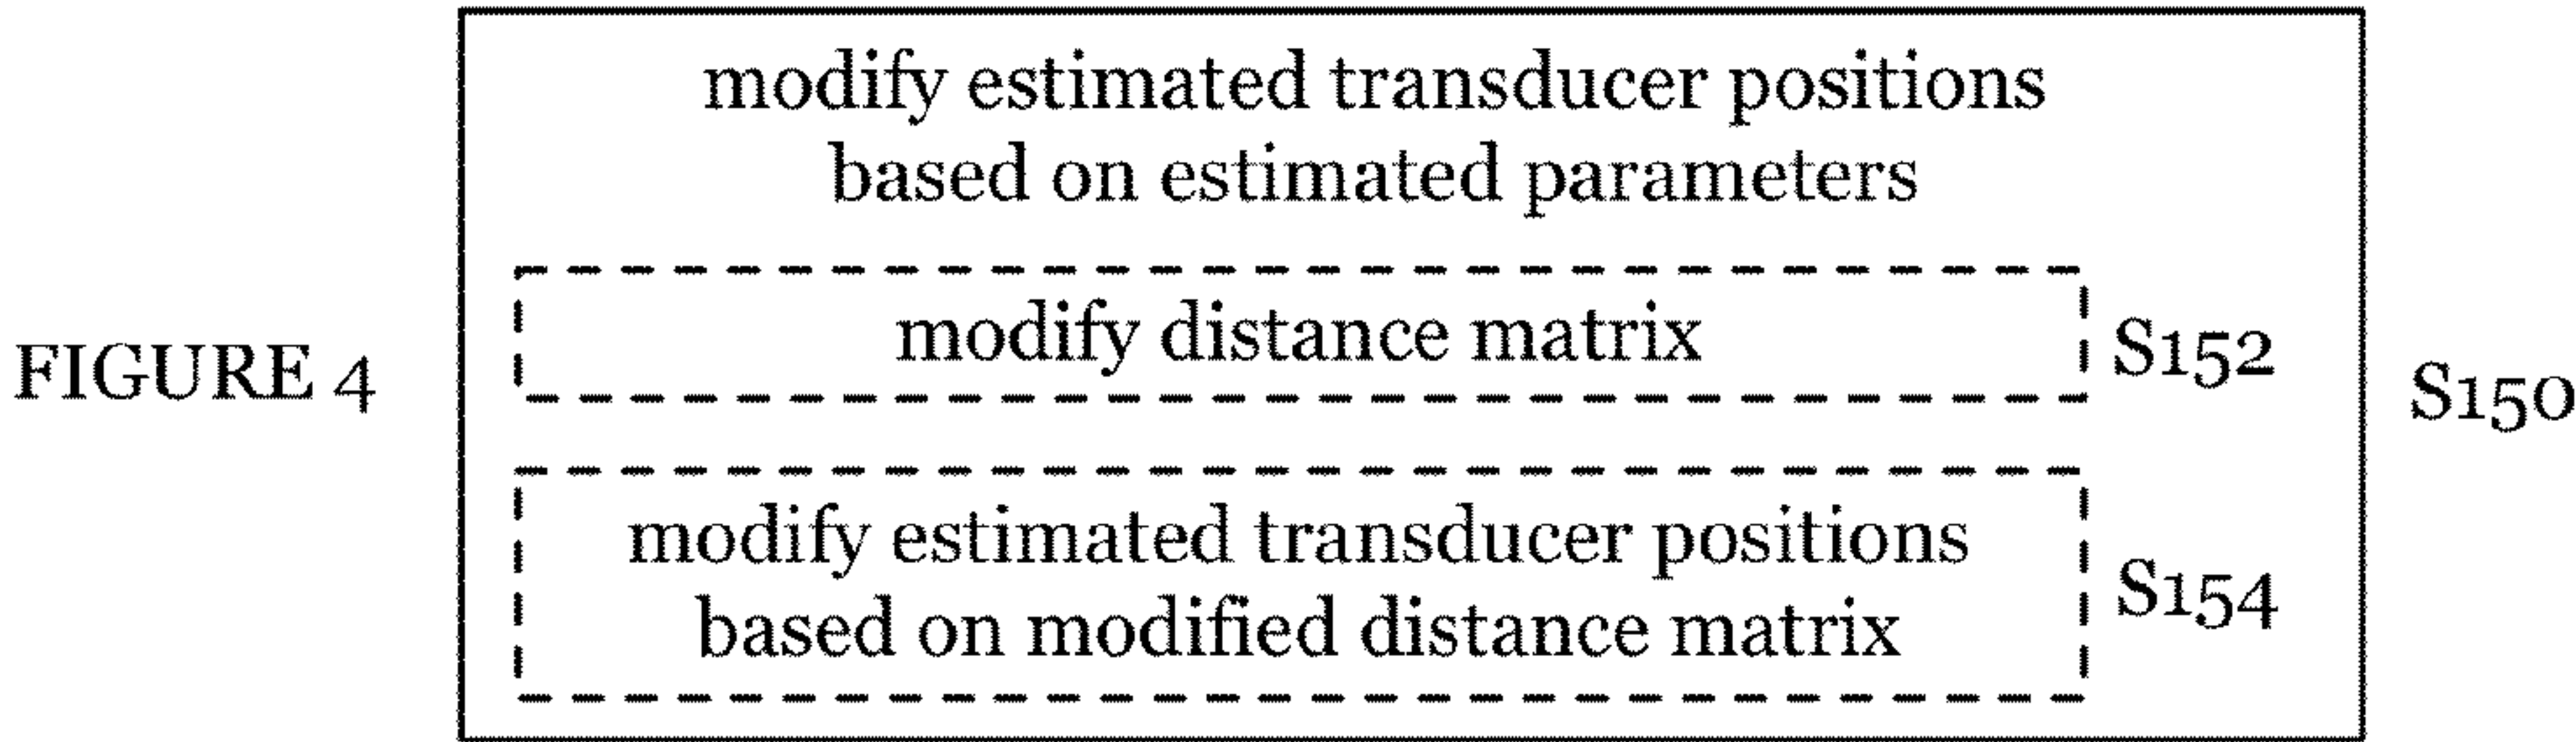 modify estimated transducer positions
based on estimated parameters
modify distance matrix
S152
FIGURE 4
S150
modify estimated transducer positions
based on modified distance matrix
S154